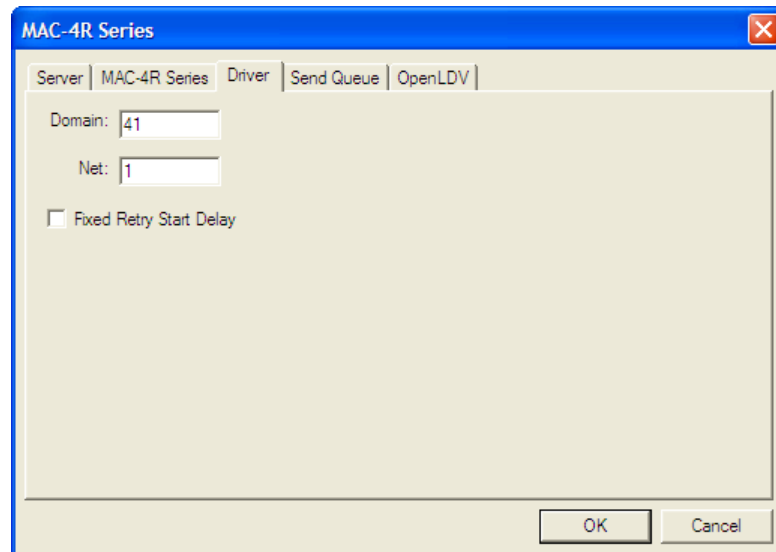 MAC-4R Series
Server MAC-4R Series Driver Send Queue OpenLDV
Domain: 41
Net: 1
Fixed Retry Start Delay
OK Cancel